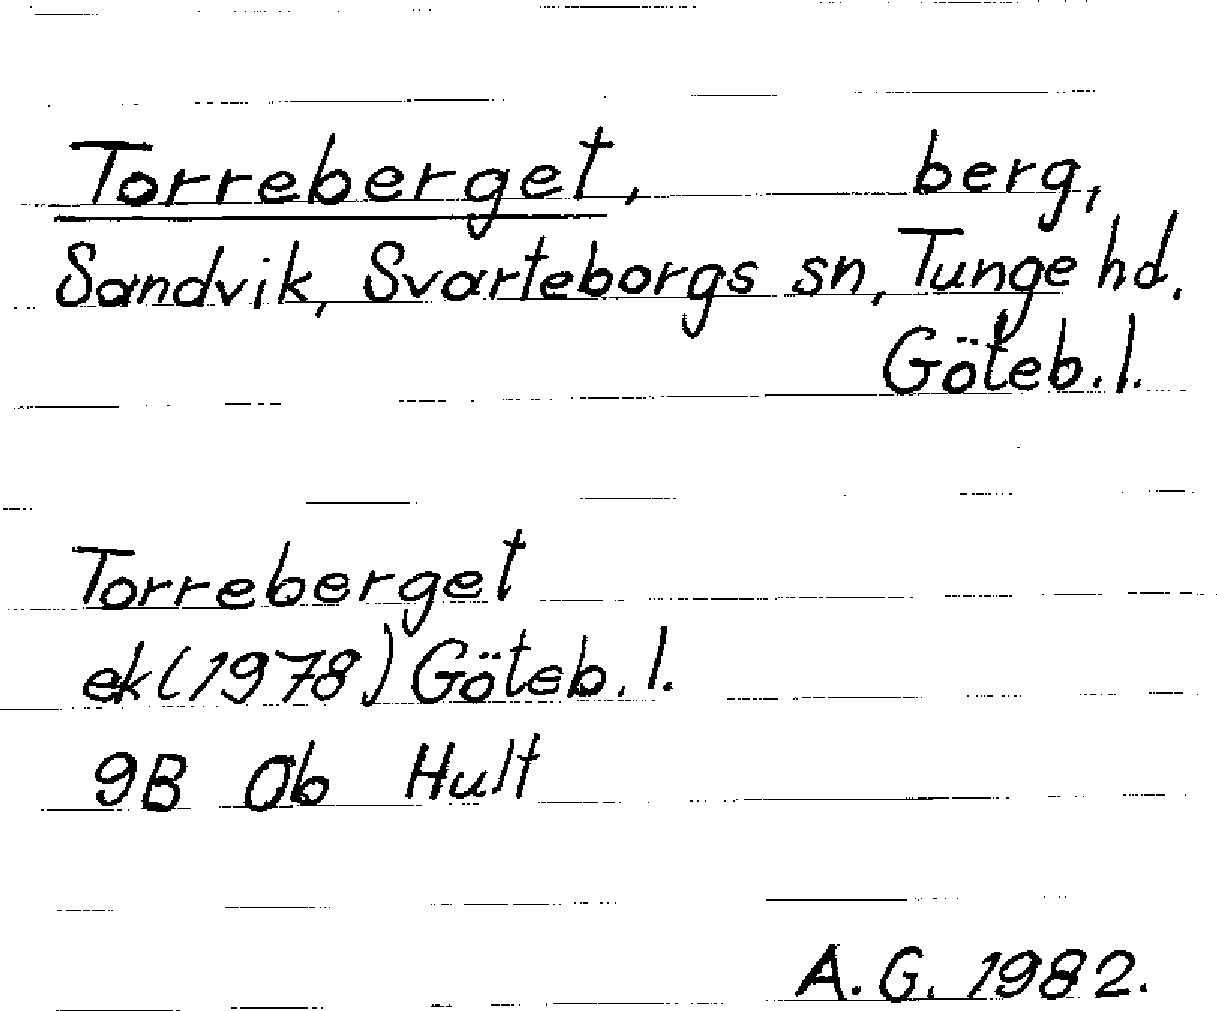 Torreberget, berg,
Sandvik, Svarteborgs sn, Tunge hd.
Göteb. l.
Torreberget
ek (1978) Göteb. l.
9B 0b Hult
A. G. 1982.